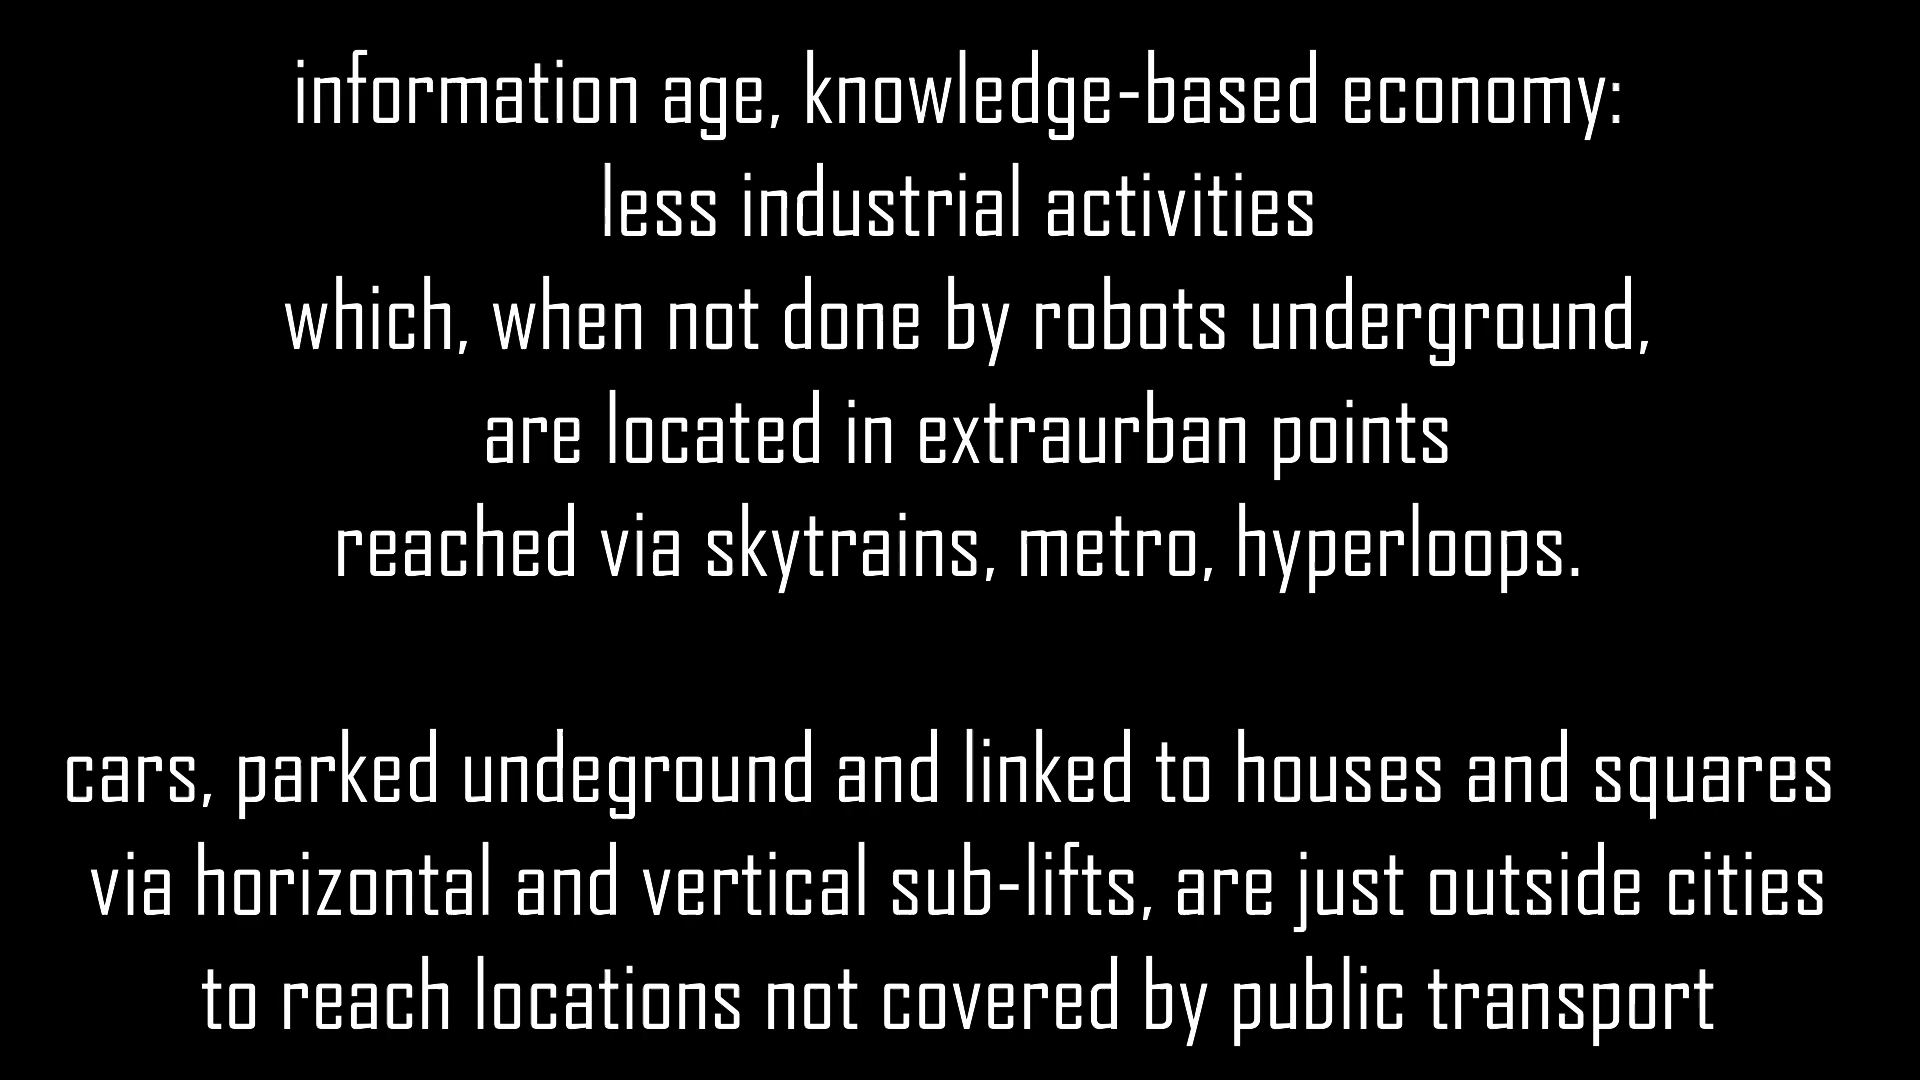 information age, knowledge-based economy:
less industrial activities
which, when not done by robots underground,
are located in extraurban points
reached via skytrains, metro, hyperloops.
cars, parked undeground and linked to houses and squares
via horizontal and vertical sub-lifts, are just outside cities
to reach locations not covered by public transport